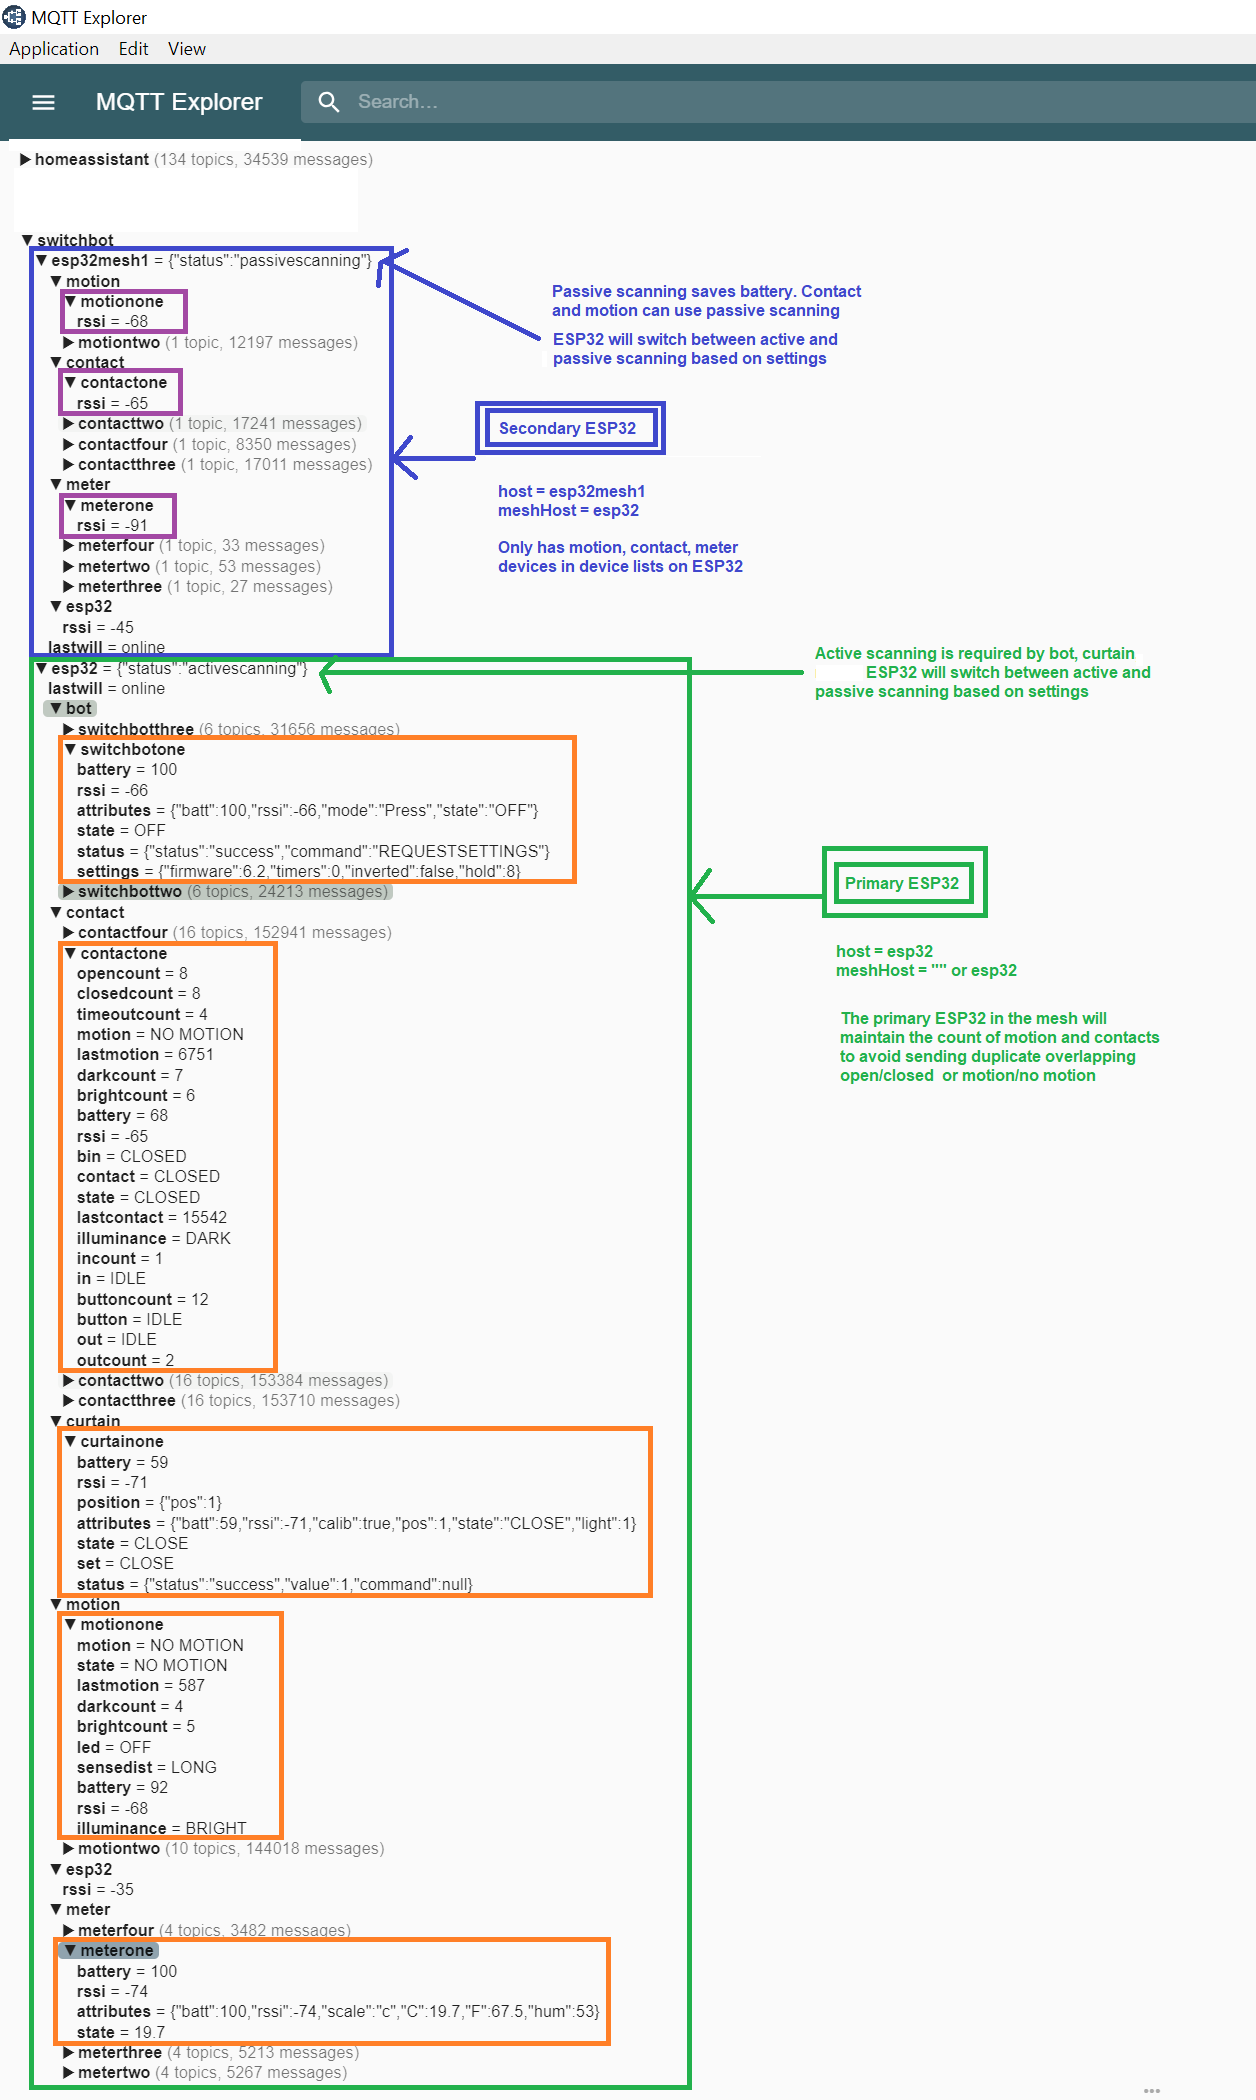 MQTT Explorer
Application Edit View
MQTT Explorer Search...
▶ homeassistant (134 topics, 34539 messages)
▼ switchbot
▼ esp32mesh1 = {"status":"passivescanning"}
▼ motion
▼ motionone
rssi = -68
▶ motiontwo (1 topic, 12197 messages)
▼ contact
▼ contactone
rssi = -65
▶ contacttwo (1 topic, 17241 messages)
▶ contactfour (1 topic, 8350 messages)
▶ contactthree (1 topic, 17011 messages)
▼ meter
▼ meterone
rssi = -91
▶ meterfour (1 topic, 33 messages)
▶ metertwo (1 topic, 53 messages)
▶ meterthree (1 topic, 27 messages)
▼ esp32
rssi = -45
lastwill = online
Passive scanning saves battery. Contact
and motion can use passive scanning
ESP32 will switch between active and
passive scanning based on settings
Secondary ESP32
host = esp32mesh1
meshHost = esp32
Only has motion, contact, meter
devices in device lists on ESP32
▼ esp32 = {"status":"activescanning"}
lastwill = online
▼ bot
▶ switchbotthree (6 topics, 31656 messages)
▼ switchbotone
battery = 100
rssi = -66
attributes = {"batt":100,"rssi":-66,"mode":"Press","state":"OFF"}
state = OFF
status = {"status":"success","command":"REQUESTSETTINGS"}
settings = {"firmware":6.2,"timers":0,"inverted":false,"hold":8}
▶ switchbottwo (6 topics, 24213 messages)
▼ contact
▶ contactfour (16 topics, 152941 messages)
▼ contactone
opencount = 8
closedcount = 8
timeoutcount = 4
motion = NO MOTION
lastmotion = 6751
darkcount = 7
brightcount = 6
battery = 68
rssi = -65
bin = CLOSED
contact = CLOSED
state = CLOSED
lastcontact = 15542
illuminance = DARK
incount = 1
in = IDLE
buttoncount = 12
button = IDLE
out = IDLE
outcount = 2
▶ contacttwo (16 topics, 153384 messages)
▶ contactthree (16 topics, 153710 messages)
▼ curtain
▼ curtainone
battery = 59
rssi = -71
position = {"pos":1}
attributes = {"batt":59,"rssi":-71,"calib":true,"pos":1,"state":"CLOSE","light":1}
state = CLOSE
set = CLOSE
status = {"status":"success","value":1,"command":null}
▼ motion
▼ motionone
motion = NO MOTION
state = NO MOTION
lastmotion = 587
darkcount = 4
brightcount = 5
led = OFF
sensedist = LONG
battery = 92
rssi = -68
illuminance = BRIGHT
▶ motiontwo (10 topics, 144018 messages)
▼ esp32
rssi = -35
▼ meter
▶ meterfour (4 topics, 3482 messages)
▼ meterone
battery = 100
rssi = -74
attributes = {"batt":100,"rssi":-74,"scale":"c","C":19.7,"F":67.5,"hum":53}
state = 19.7
▶ meterthree (4 topics, 5213 messages)
▶ metertwo (4 topics, 5267 messages)
Active scanning is required by bot, curtain
ESP32 will switch between active and
passive scanning based on settings
Primary ESP32
host = esp32
meshHost = "" or esp32
The primary ESP32 in the mesh will
maintain the count of motion and contacts
to avoid sending duplicate overlapping
open/closed or motion/no motion